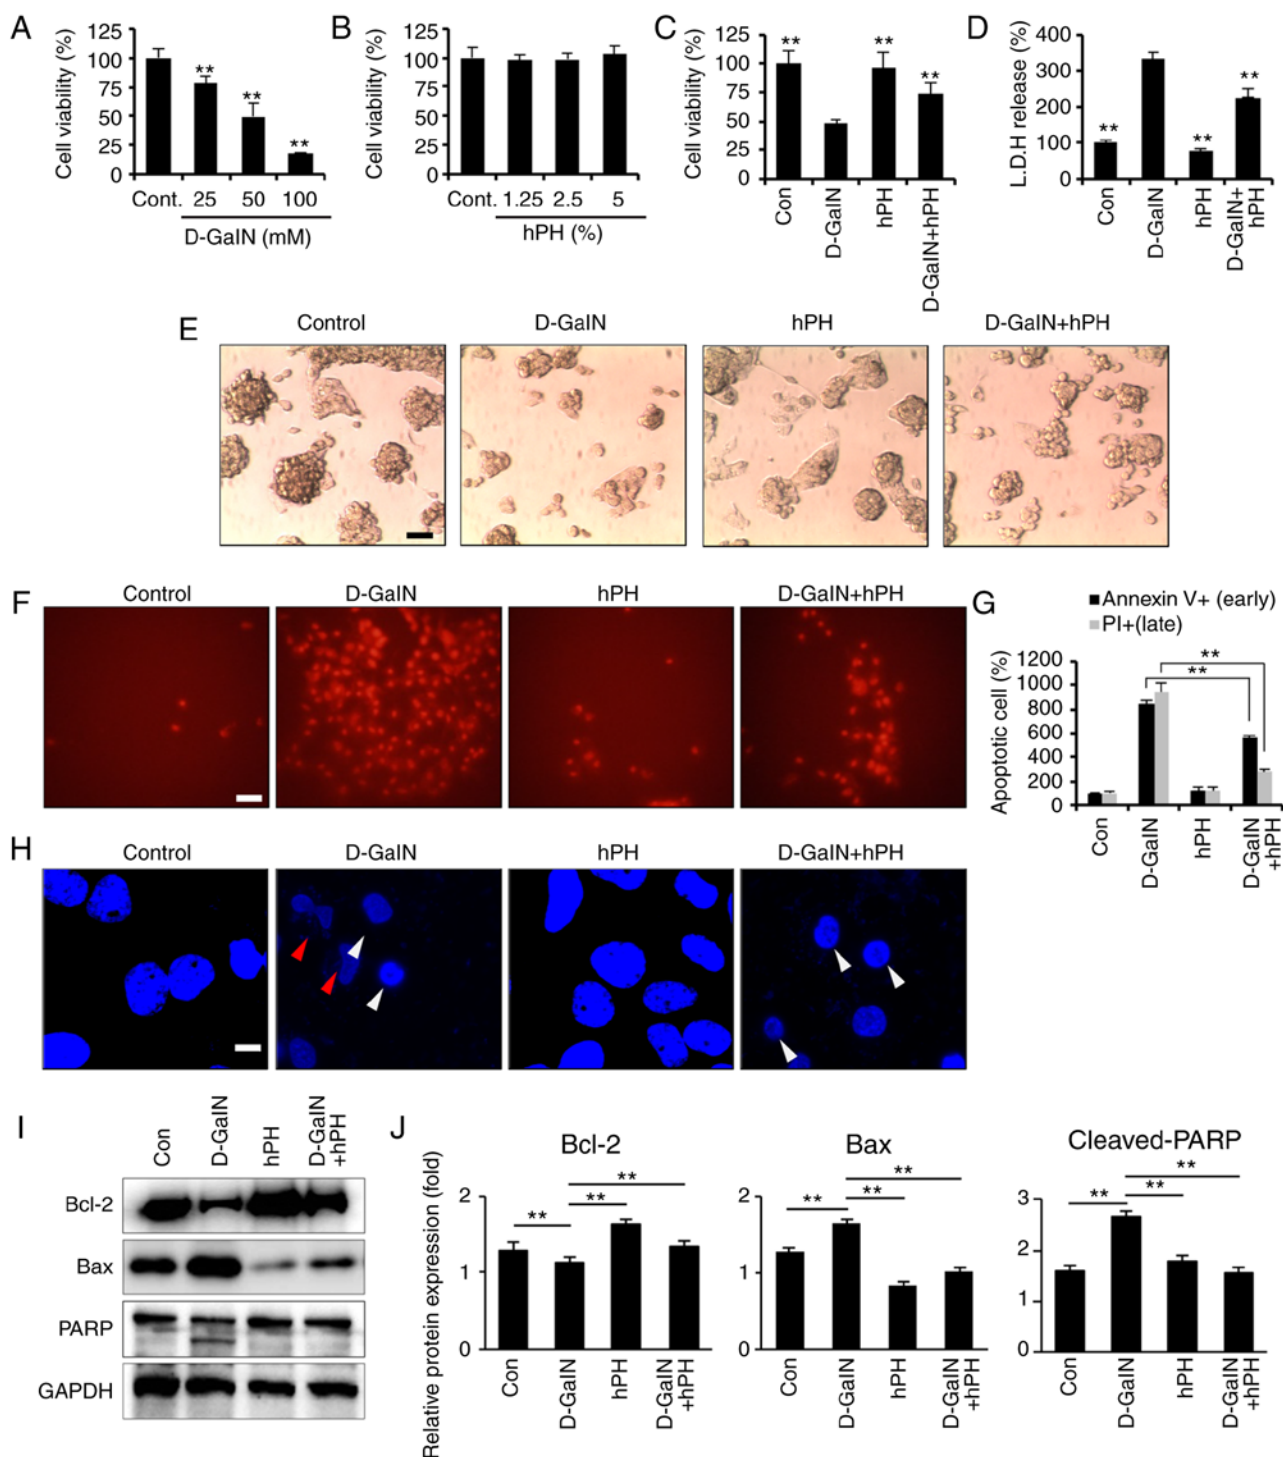 A
Cell viability (%)
125
100
75
50
25
0
**
**
**
Cont.
25
50
100
D-GalN (mM)
B
Cell viability (%)
125
100
75
50
25
0
Cont.
1.25
2.5
5
hPH (%)
C
Cell viability (%)
125
100
75
50
25
0
**
**
**
Con
D-GalN
hPH
D-GalN+hPH
D
L.D.H release (%)
400
300
200
100
0
**
**
**
Con
D-GalN
hPH
D-GalN+
hPH
E
Control
D-GalN
hPH
D-GalN+hPH
F
Control
D-GalN
hPH
D-GalN+hPH
G
Annexin V+ (early)
PI+(late)
Apoptotic cell (%)
1200
1000
800
600
400
200
0
**
**
Con
D-GalN
hPH
D-GalN
+hPH
H
Control
D-GalN
hPH
D-GalN+hPH
I
Con
D-GalN
hPH
D-GalN
+hPH
Bcl-2
Bax
PARP
GAPDH
J
Relative protein expression (fold)
Bcl-2
2
1
0
**
**
**
Con
D-GalN
hPH
D-GalN
+hPH
Bax
2
1
0
**
**
**
Con
D-GalN
hPH
D-GalN
+hPH
Cleaved-PARP
3
2
1
0
**
**
**
Con
D-GalN
hPH
D-GalN
+hPH